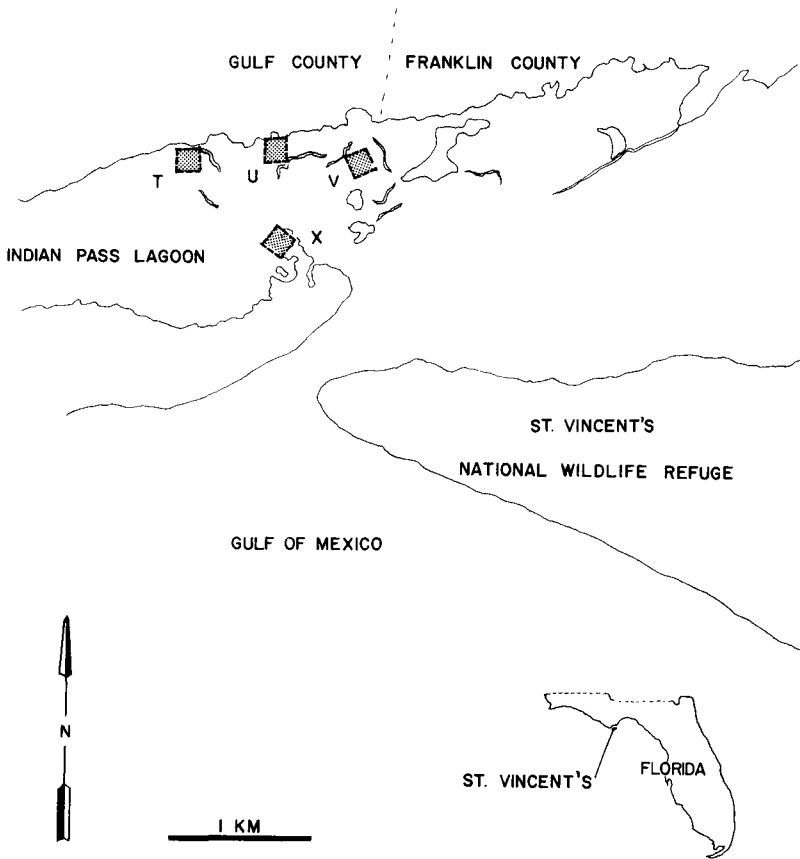 GULF COUNTY
FRANKLIN COUNTY
T
U
V
X
INDIAN PASS LAGOON
ST. VINCENT'S
NATIONAL WILDLIFE REFUGE
GULF OF MEXICO
N
1 KM
ST. VINCENT'S
FLORIDA